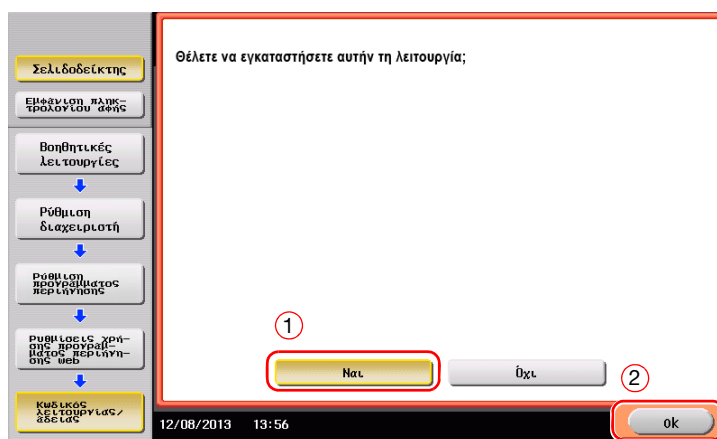 Σελιδοδείκτης
Εμφάνιση πληκ-
τρολογίου αφής
Βοηθητικές
λειτουργίες
Ρύθμιση
διαχειριστή
Ρύθμιση
προγράμματος
περιήγησης
Ρυθμίσεις χρή-
σης προγράμ-
ματος περιήγη-
σης web
Κωδικός
λειτουργίας/
άδειας
Θέλετε να εγκαταστήσετε αυτήν τη λειτουργία;
1
Ναι
Όχι
2
12/08/2013 13:56
ok